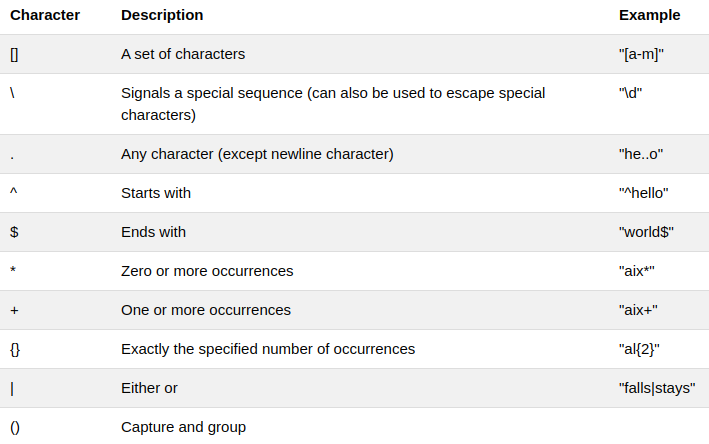 Character Description Example
[] A set of characters "[a-m]"
\ Signals a special sequence (can also be used to escape special "\d"
characters)
. Any character (except newline character) "he..o"
^ Starts with "^hello"
$ Ends with "world$"
* Zero or more occurrences "aix*"
+ One or more occurrences "aix+"
{} Exactly the specified number of occurrences "al{2}"
| Either or "falls|stays"
() Capture and group